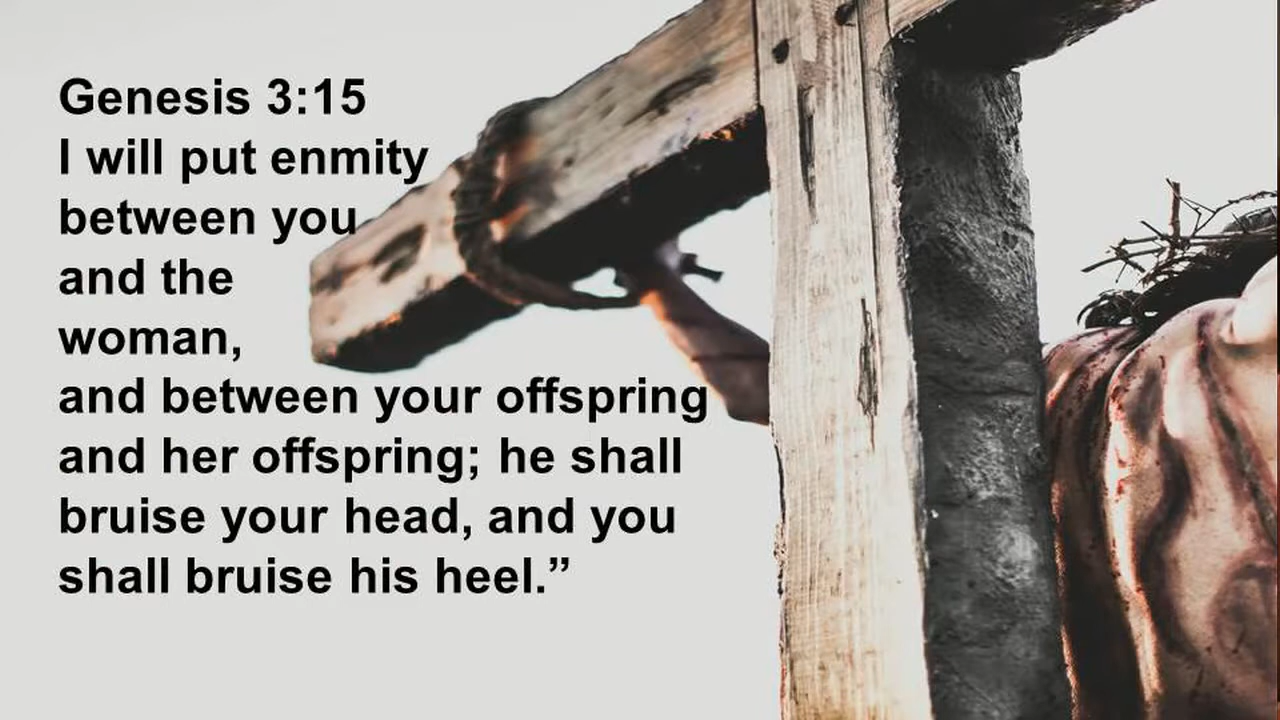 Genesis 3:15
I will put enmity
between you
and the
woman,
and between your offspring
and her offspring; he shall
bruise your head, and you
shall bruise his heel.”